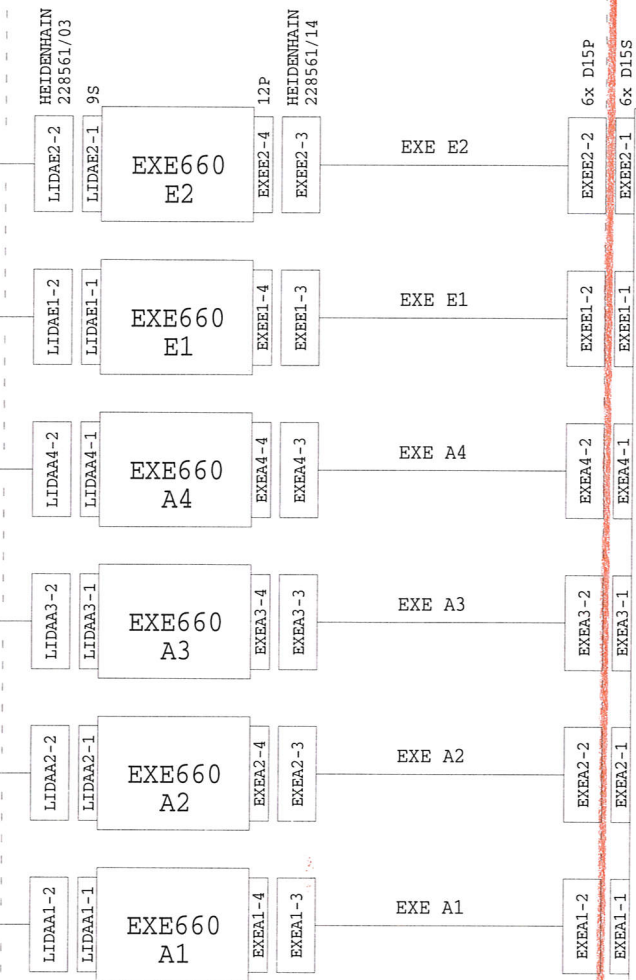 HEIDENHAIN
228561/03
9S
12P
HEIDENHAIN
228561/14
6x D15P
6x D15S
LIDAE2-2
LIDAE2-1
EXE660
E2
EXEE2-4
EXEE2-3
EXE E2
EXEE2-2
EXEE2-1
LIDAE1-2
LIDAE1-1
EXE660
E1
EXEE1-4
EXEE1-3
EXE E1
EXEE1-2
EXEE1-1
LIDAA4-2
LIDAA4-1
EXE660
A4
EXEA4-4
EXEA4-3
EXE A4
EXEA4-2
EXEA4-1
LIDAA3-2
LIDAA3-1
EXE660
A3
EXEA3-4
EXEA3-3
EXE A3
EXEA3-2
EXEA3-1
LIDAA2-2
LIDAA2-1
EXE660
A2
EXEA2-4
EXEA2-3
EXE A2
EXEA2-2
EXEA2-1
LIDAA1-2
LIDAA1-1
EXE660
A1
EXEA1-4
EXEA1-3
EXE A1
EXEA1-2
EXEA1-1